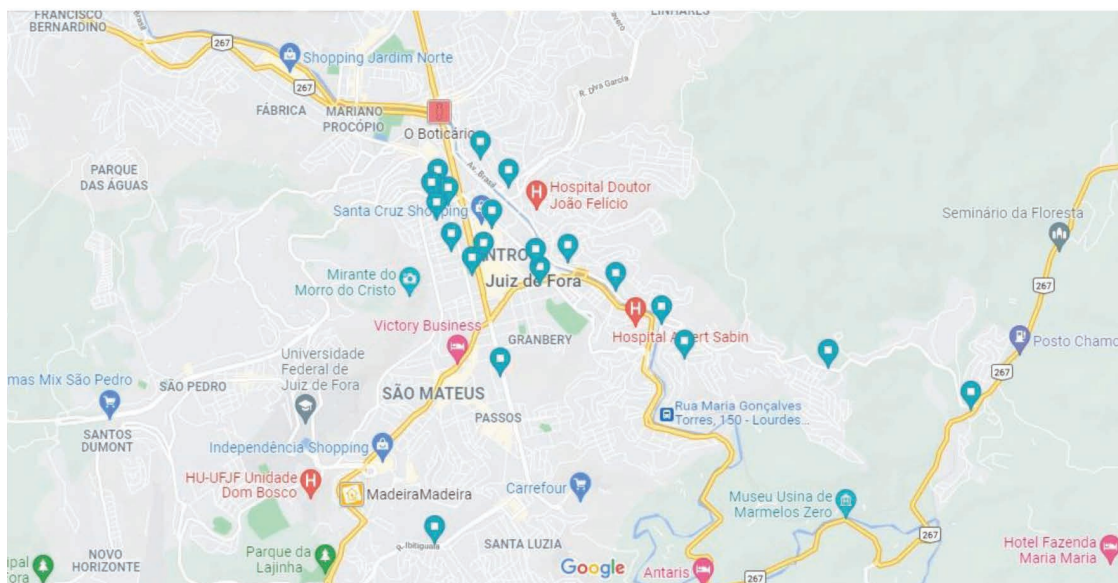 FRANCISCO
BERNARDINO
Brasil
267
Shopping Jardim Norte
267
FÁBRICA
MARIANO
PROCÓPIO
O Boticário
LINHARES
R. Diva Garcia
Av. Brasil
PARQUE
DAS ÁGUAS
H
Hospital Doutor
João Felício
Santa Cruz Shopping
Seminário da Floresta
267
NTRO
Juiz de Fora
Mirante do
Morro do Cristo
Victory Business
GRANBERY
H
Hospital A ert Sabin
Posto Chamo
267
Universidade
Federal de
Juiz de Fora
mas Mix São Pedro
SÃO PEDRO
SÃO MATEUS
PASSOS
Rua Maria Gonçalves
Torres, 150 - Lourdes...
SANTOS
DUMONT
Independência Shopping
HU-UFJF Unidade
Dom Bosco
H
MadeiraMadeira
Carrefour
Museu Usina de
Marmelos Zero
R. Ibitiguaia
SANTA LUZIA
267
Hotel Fazenda
Maria Maria
ipal
ora
NOVO
HORIZONTE
Parque da
Lajinha
Google
Antaris
267